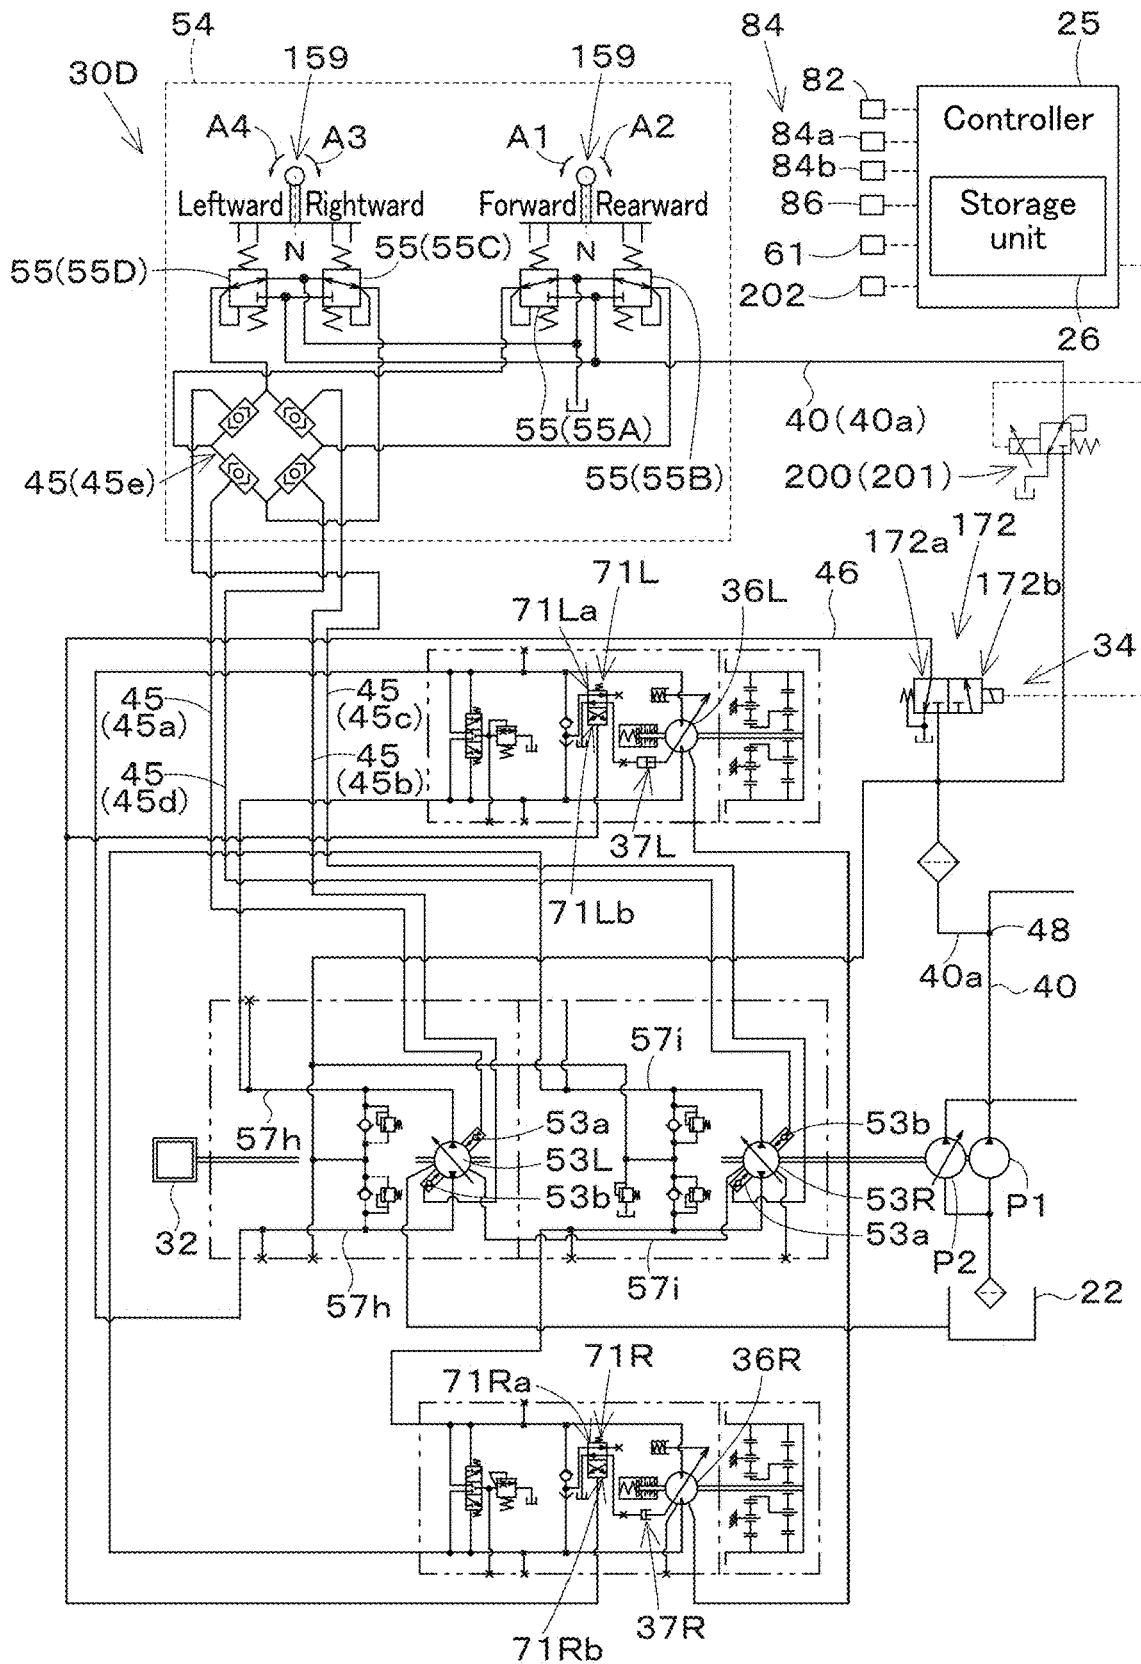 54
159
159
84
25
30D
82
A4
A3
A1
A2
84a
Controller
84b
Leftward
Rightward
Forward
Rearward
86
Storage
unit
N
N
55(55D)
55(55C)
61
202
26
40(40a)
55(55A)
55(55B)
45(45e)
200(201)
172
172a
71L
46
172b
36L
71La
34
45
(45a)
45
(45c)
45
(45b)
45
(45d)
37L
71Lb
48
40a
40
57i
57h
53a
53b
53L
53R
53b
P1
32
53a
P2
57h
57i
22
71R
36R
71Ra
37R
71Rb